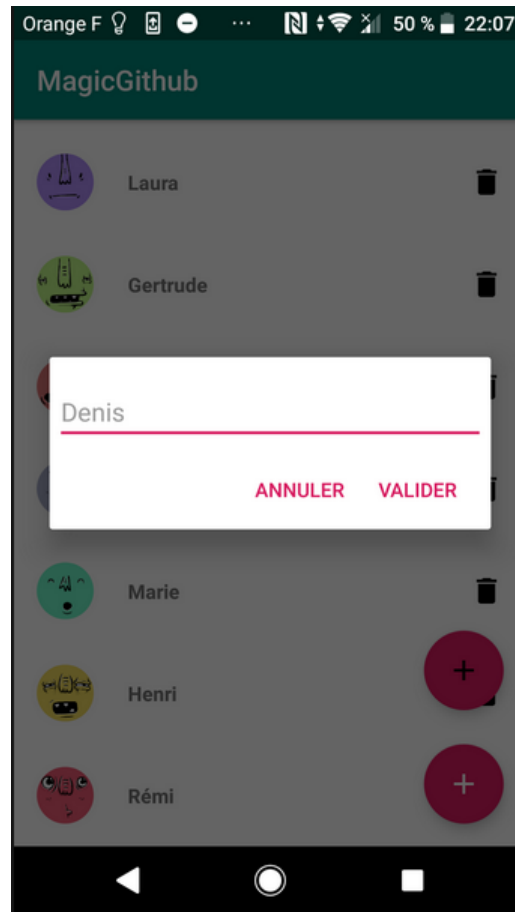 Orange F 50 % 22:07
MagicGithub
Laura
Gertrude
Denis
ANNULER VALIDER
Marie
Henri
Rémi